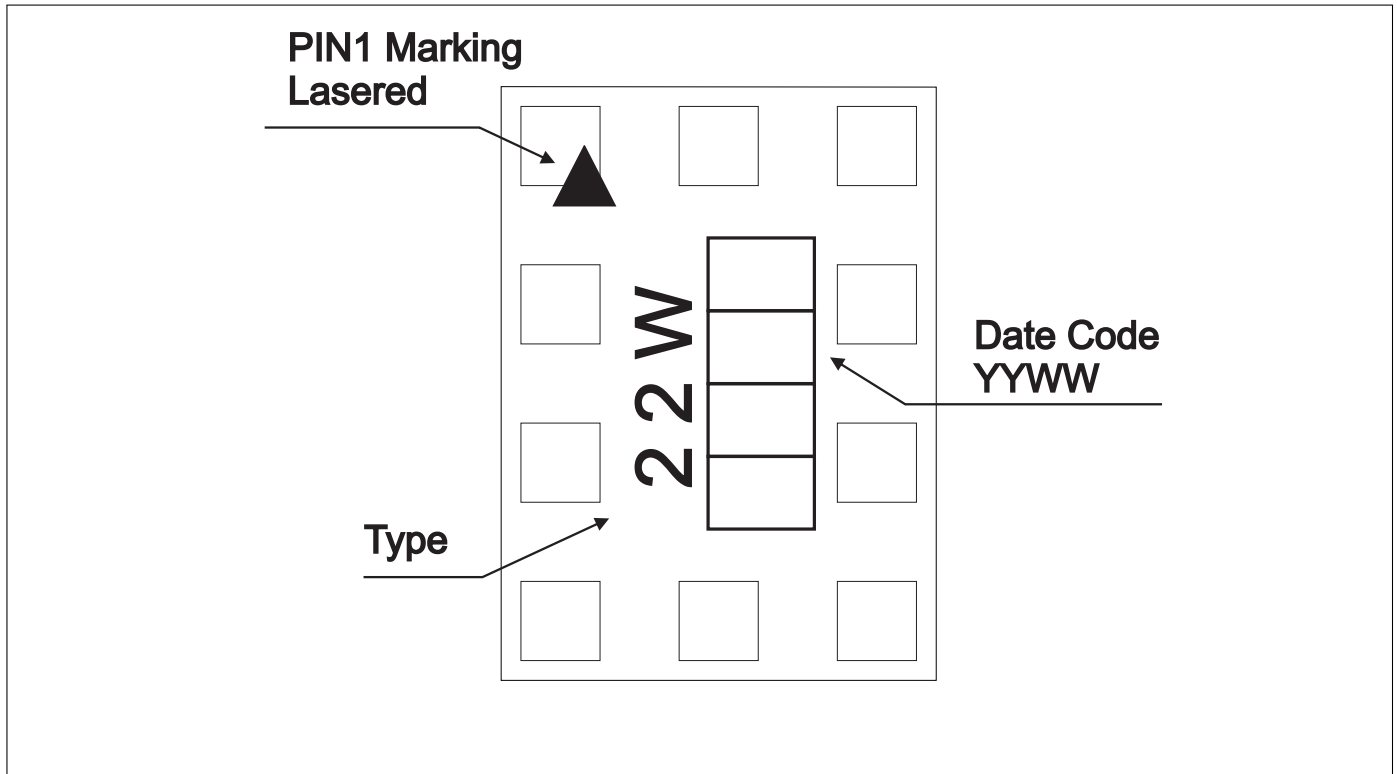 PIN1 Marking
Lasered
22W
Date Code
YYWW
Type